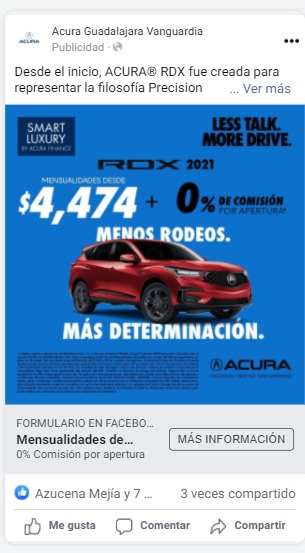 Acura Guadalajara Vanguardia
Publicidad ·
ACURA
Desde el inicio, ACURA® RDX fue creada para
representar la filosofía Precision ... Ver más
SMART
LUXURY
BY ACURA FINANCE
LESS TALK.
MORE DRIVE.
RDX 2021
MENSUALIDADES DESDE
$4,474 + 0% DE COMISIÓN
POR APERTURA*
MENOS RODEOS.
MÁS DETERMINACIÓN.
ACURA
PRECISION CRAFTED PERFORMANCE
FORMULARIO EN FACEBO...
Mensualidades de...
0% Comisión por apertura
MÁS INFORMACIÓN
Azucena Mejía y 7 ...
3 veces compartido
Me gusta
Comentar
Compartir